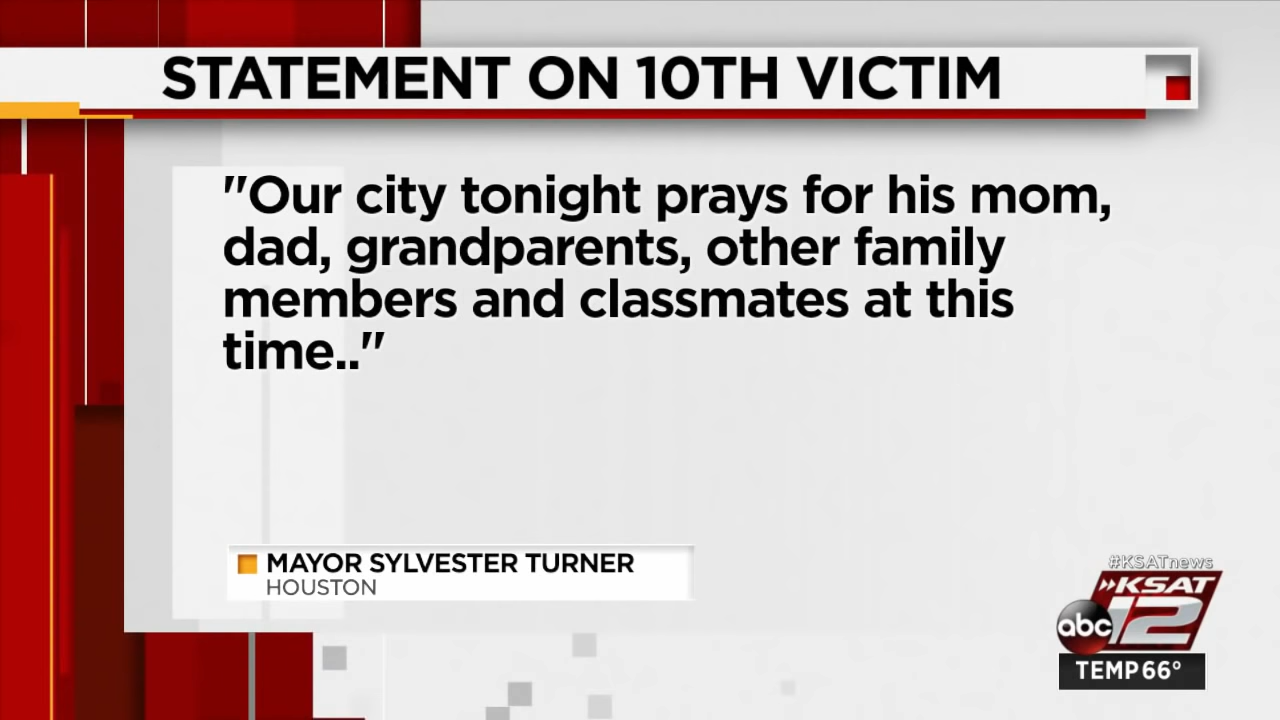 STATEMENT ON 10TH VICTIM
"Our city tonight prays for his mom,
dad, grandparents, other family
members and classmates at this
time.."
MAYOR SYLVESTER TURNER
HOUSTON
#KSATnews
KSAT
abc 12
TEMP 66°